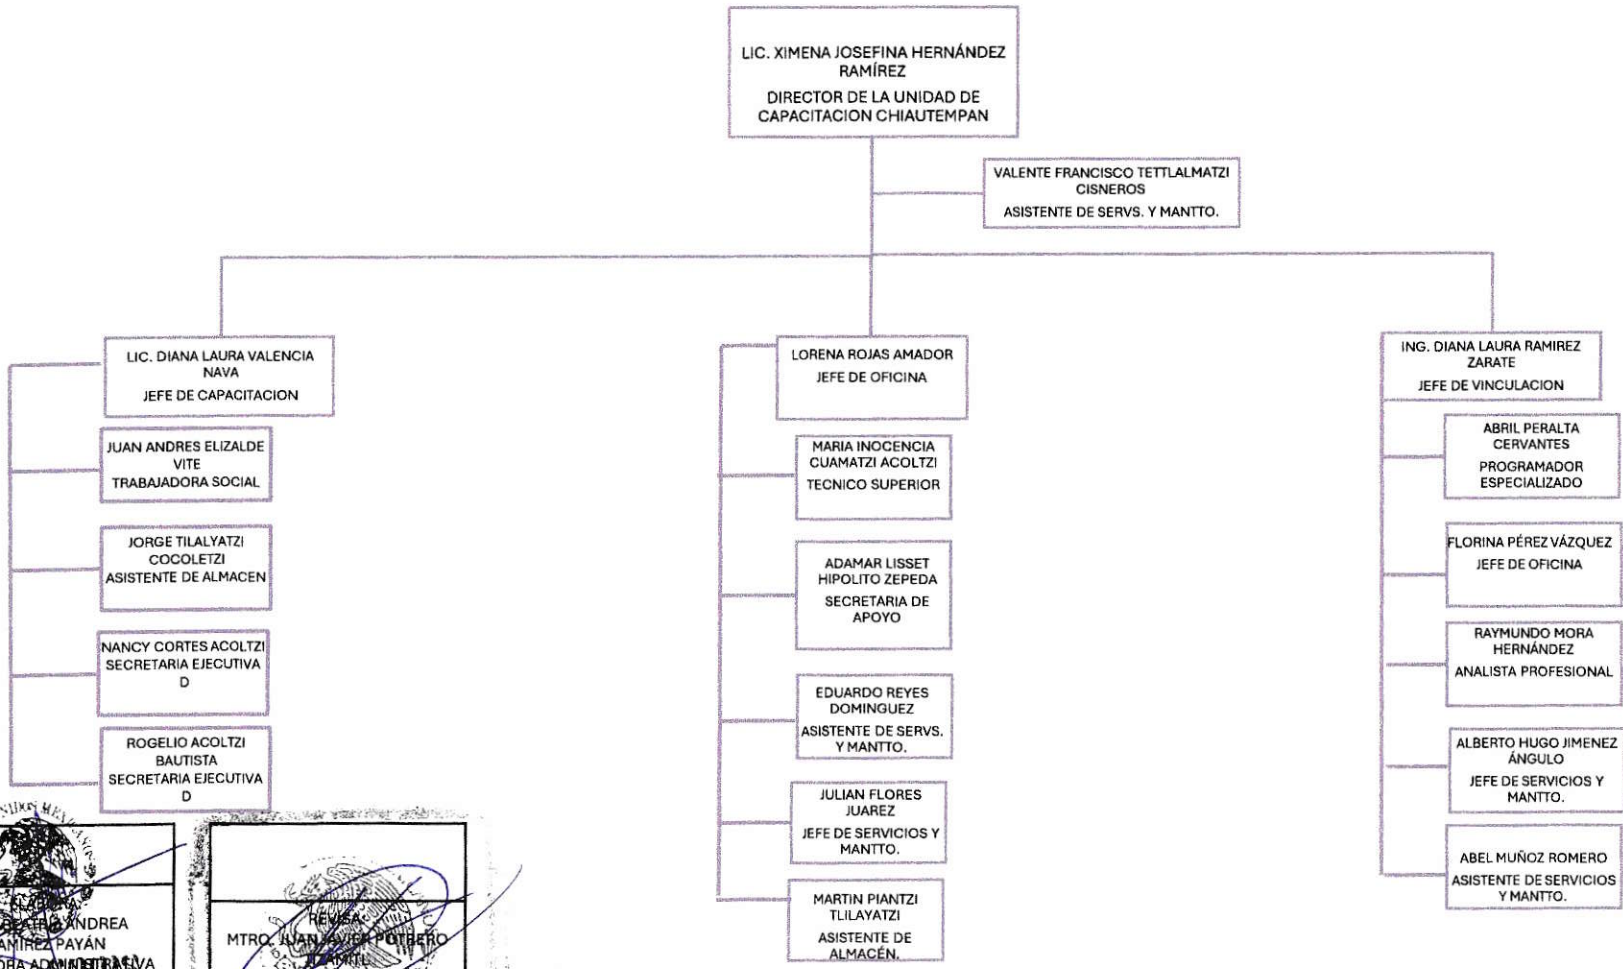 LIC. XIMENA JOSEFINA HERNÁNDEZ
RAMÍREZ
DIRECTOR DE LA UNIDAD DE
CAPACITACION CHIAUTEMPAN
VALENTE FRANCISCO TETTLALMATZI
CISNEROS
ASISTENTE DE SERVS. Y MANTTO.
LIC. DIANA LAURA VALENCIA
NAVA
JEFE DE CAPACITACION
JUAN ANDRES ELIZALDE
VITE
TRABAJADORA SOCIAL
JORGE TILALYATZI
COCOLETZI
ASISTENTE DE ALMACEN
NANCY CORTES ACOLTZI
SECRETARIA EJECUTIVA
D
ROGELIO ACOLTZI
BAUTISTA
SECRETARIA EJECUTIVA
D
LORENA ROJAS AMADOR
JEFE DE OFICINA
MARIA INOCENCIA
CUAMATZI ACOLTZI
TECNICO SUPERIOR
ADAMAR LISSET
HIPOLITO ZEPEDA
SECRETARIA DE
APOYO
EDUARDO REYES
DOMINGUEZ
ASISTENTE DE SERVS.
Y MANTTO.
JULIAN FLORES
JUAREZ
JEFE DE SERVICIOS Y
MANTTO.
MARTIN PIANTZI
TLILAYATZI
ASISTENTE DE
ALMACÉN.
ING. DIANA LAURA RAMIREZ
ZARATE
JEFE DE VINCULACION
ABRIL PERALTA
CERVANTES
PROGRAMADOR
ESPECIALIZADO
FLORINA PÉREZ VÁZQUEZ
JEFE DE OFICINA
RAYMUNDO MORA
HERNÁNDEZ
ANALISTA PROFESIONAL
ALBERTO HUGO JIMENEZ
ÁNGULO
JEFE DE SERVICIOS Y
MANTTO.
ABEL MUÑOZ ROMERO
ASISTENTE DE SERVICIOS
Y MANTTO.
ANDREA
PAYÁN
REVISA:
MTRO. JUAN JAVIER POTRERO